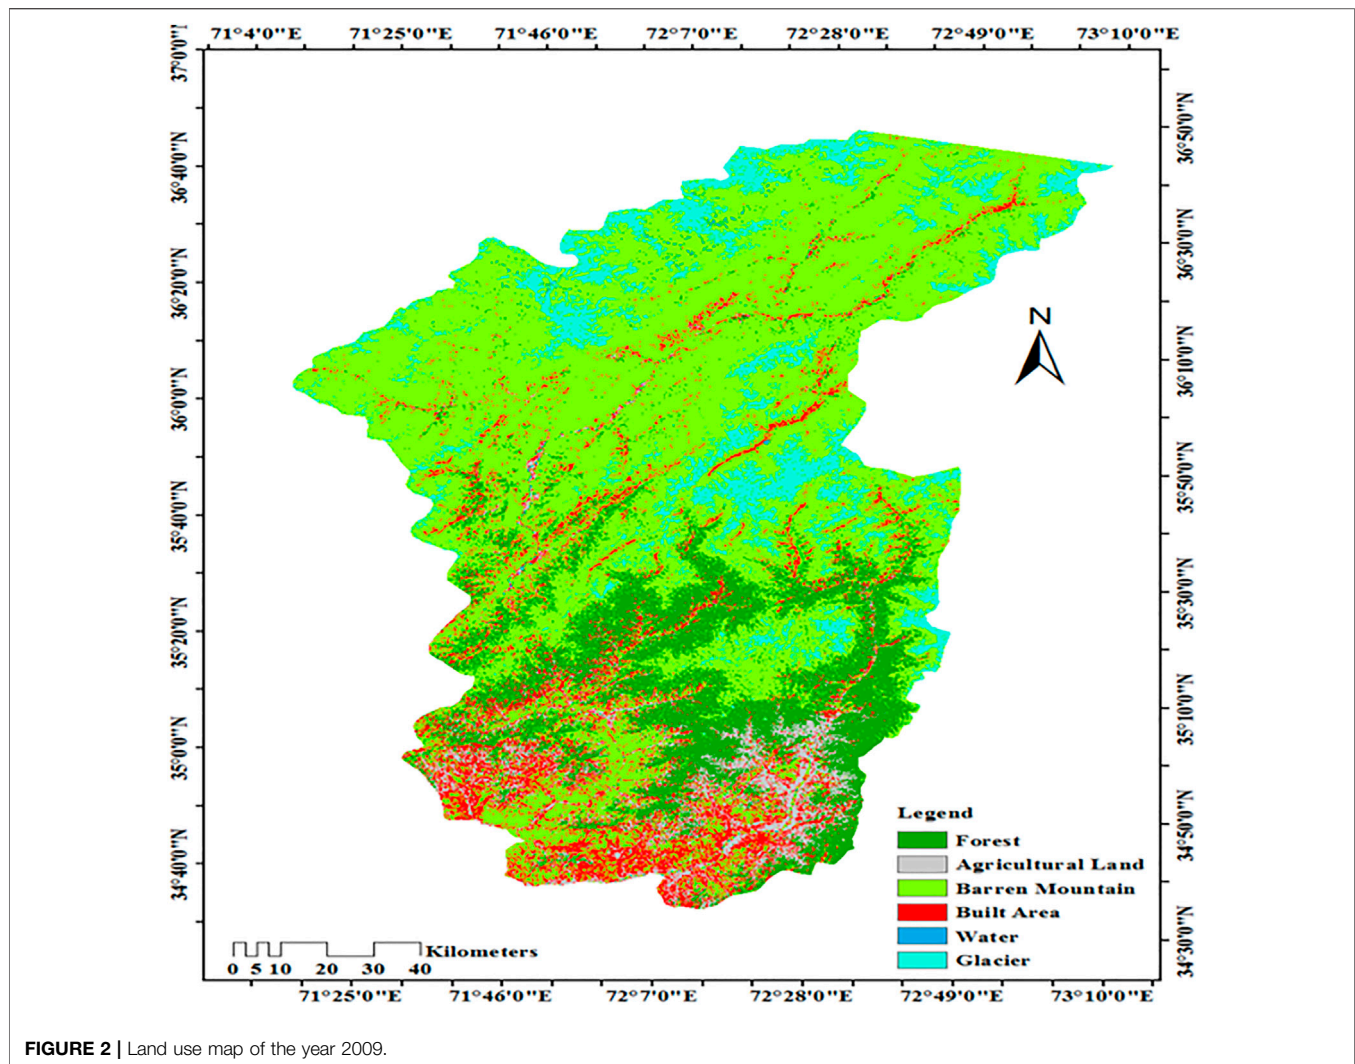 71°4'0"E 71°25'0"E 71°46'0"E 72°7'0"E 72°28'0"E 72°49'0"E 73°10'0"E
37°0'0"N
36°40'0"N
36°20'0"N
36°0'0"N
35°40'0"N
35°20'0"N
35°0'0"N
34°40'0"N
36°50'0"N
36°30'0"N
36°10'0"N
35°50'0"N
35°30'0"N
35°10'0"N
34°50'0"N
34°30'0"N
N
Legend
Forest
Agricultural Land
Barren Mountain
Built Area
Water
Glacier
Kilometers
0 5 10 20 30 40
71°25'0"E 71°46'0"E 72°7'0"E 72°28'0"E 72°49'0"E 73°10'0"E
FIGURE 2 | Land use map of the year 2009.